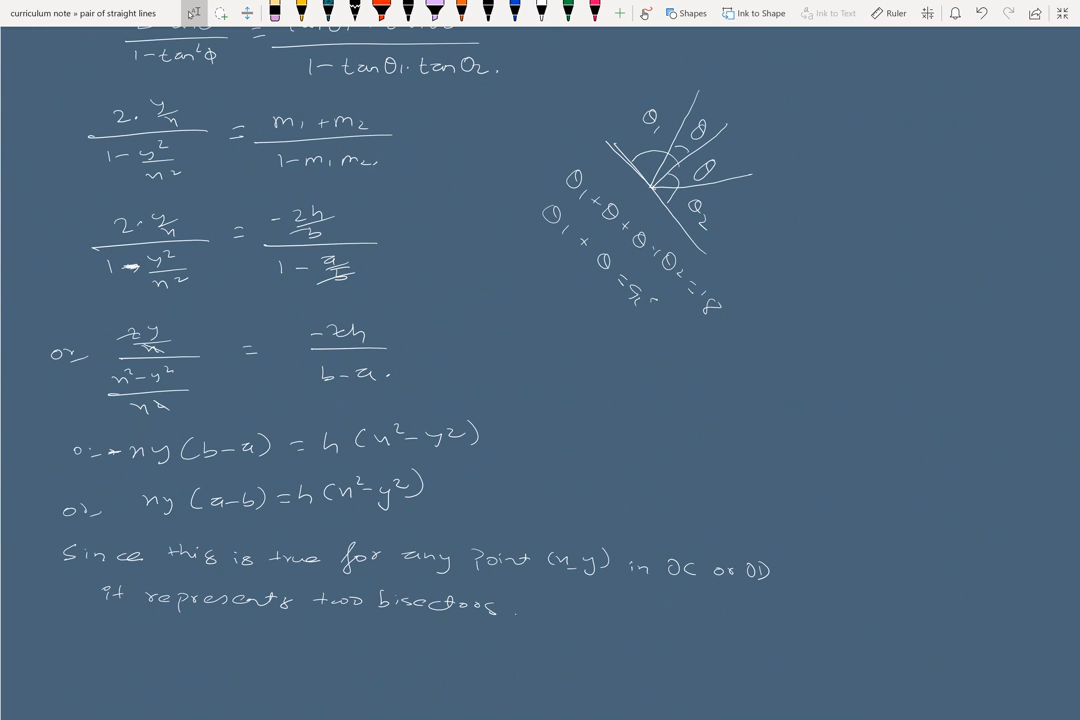 curriculum note » pair of straight lines
Shapes Ink to Shape Ink to Text Ruler
1-tan²φ =
1-tanθ₁.tanθ₂.
(2.y/x)/(1-y²/x²) = (m₁+m₂)/(1-m₁m₂)
(2.y/x)/(1-y²/x²) = (-2h/b)/(1-a/b)
or (2y/x)/((x²-y²)/x²) = -2h/(b-a).
or - xy(b-a) = h(x²-y²)
or xy(a-b) = h(x²-y²)
Since this is true for any point (x,y) in OC or OD
it represents two bisectors.
θ₁ θ
θ
θ₂
θ₁+θ+θ+θ₂=18
θ₁+θ=